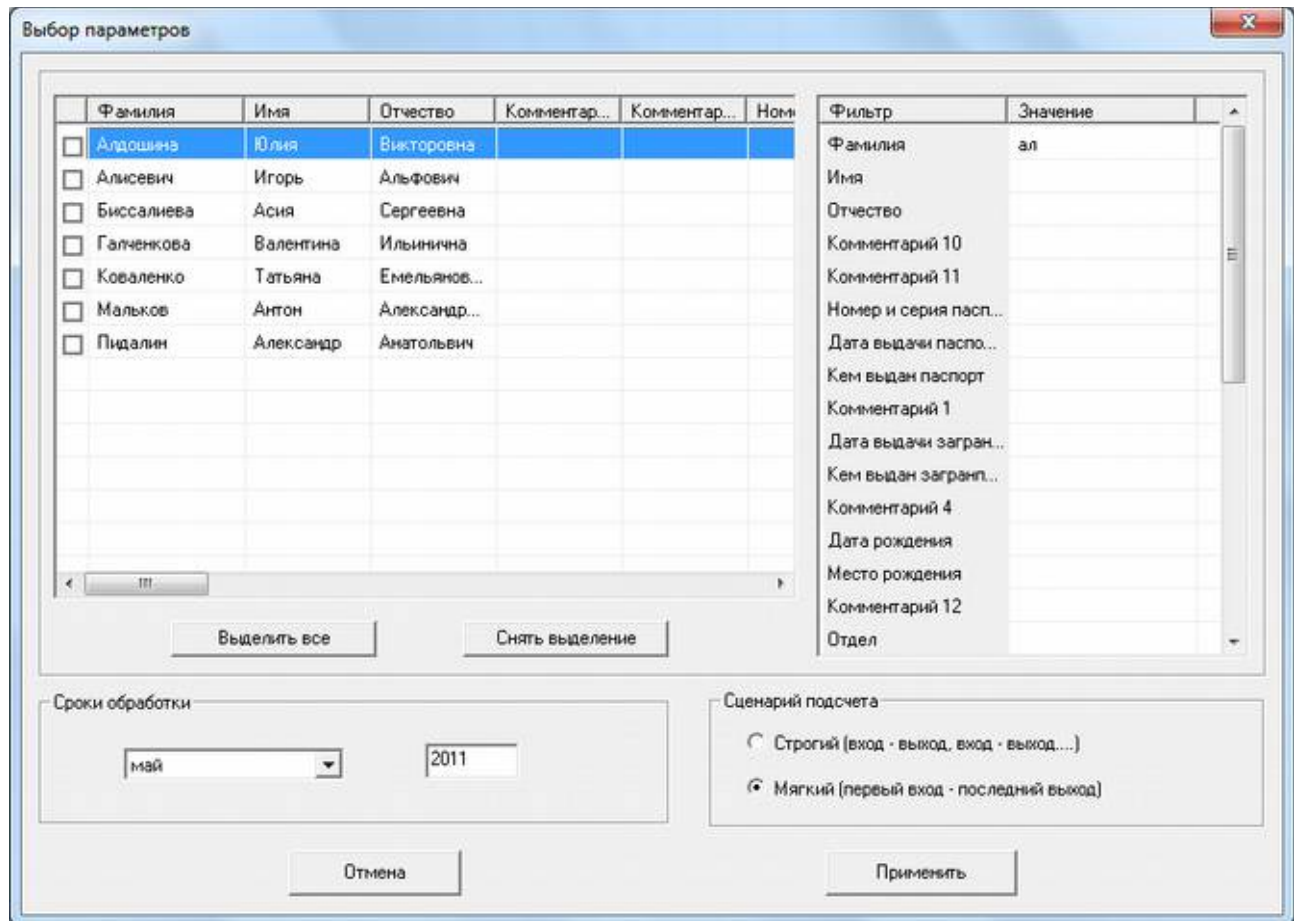 Выбор параметров
Фамилия Имя Отчество Комментар... Комментар... Номе
Алдошина Юлия Викторовна
Алисевич Игорь Альфович
Биссалиева Асия Сергеевна
Галченкова Валентина Ильинична
Коваленко Татьяна Емельянов...
Мальков Антон Александр...
Пидалин Александр Анатольвич
Выделить все Снять выделение
Фильтр Значение
Фамилия ал
Имя
Отчество
Комментарий 10
Комментарий 11
Номер и серия пасп...
Дата выдачи паспо...
Кем выдан паспорт
Комментарий 1
Дата выдачи загран...
Кем выдан загранп...
Комментарий 4
Дата рождения
Место рождения
Комментарий 12
Отдел
Сроки обработки
май 2011
Сценарий подсчета
Строгий (вход - выход, вход - выход....)
Мягкий (первый вход - последний выход)
Отмена Применить